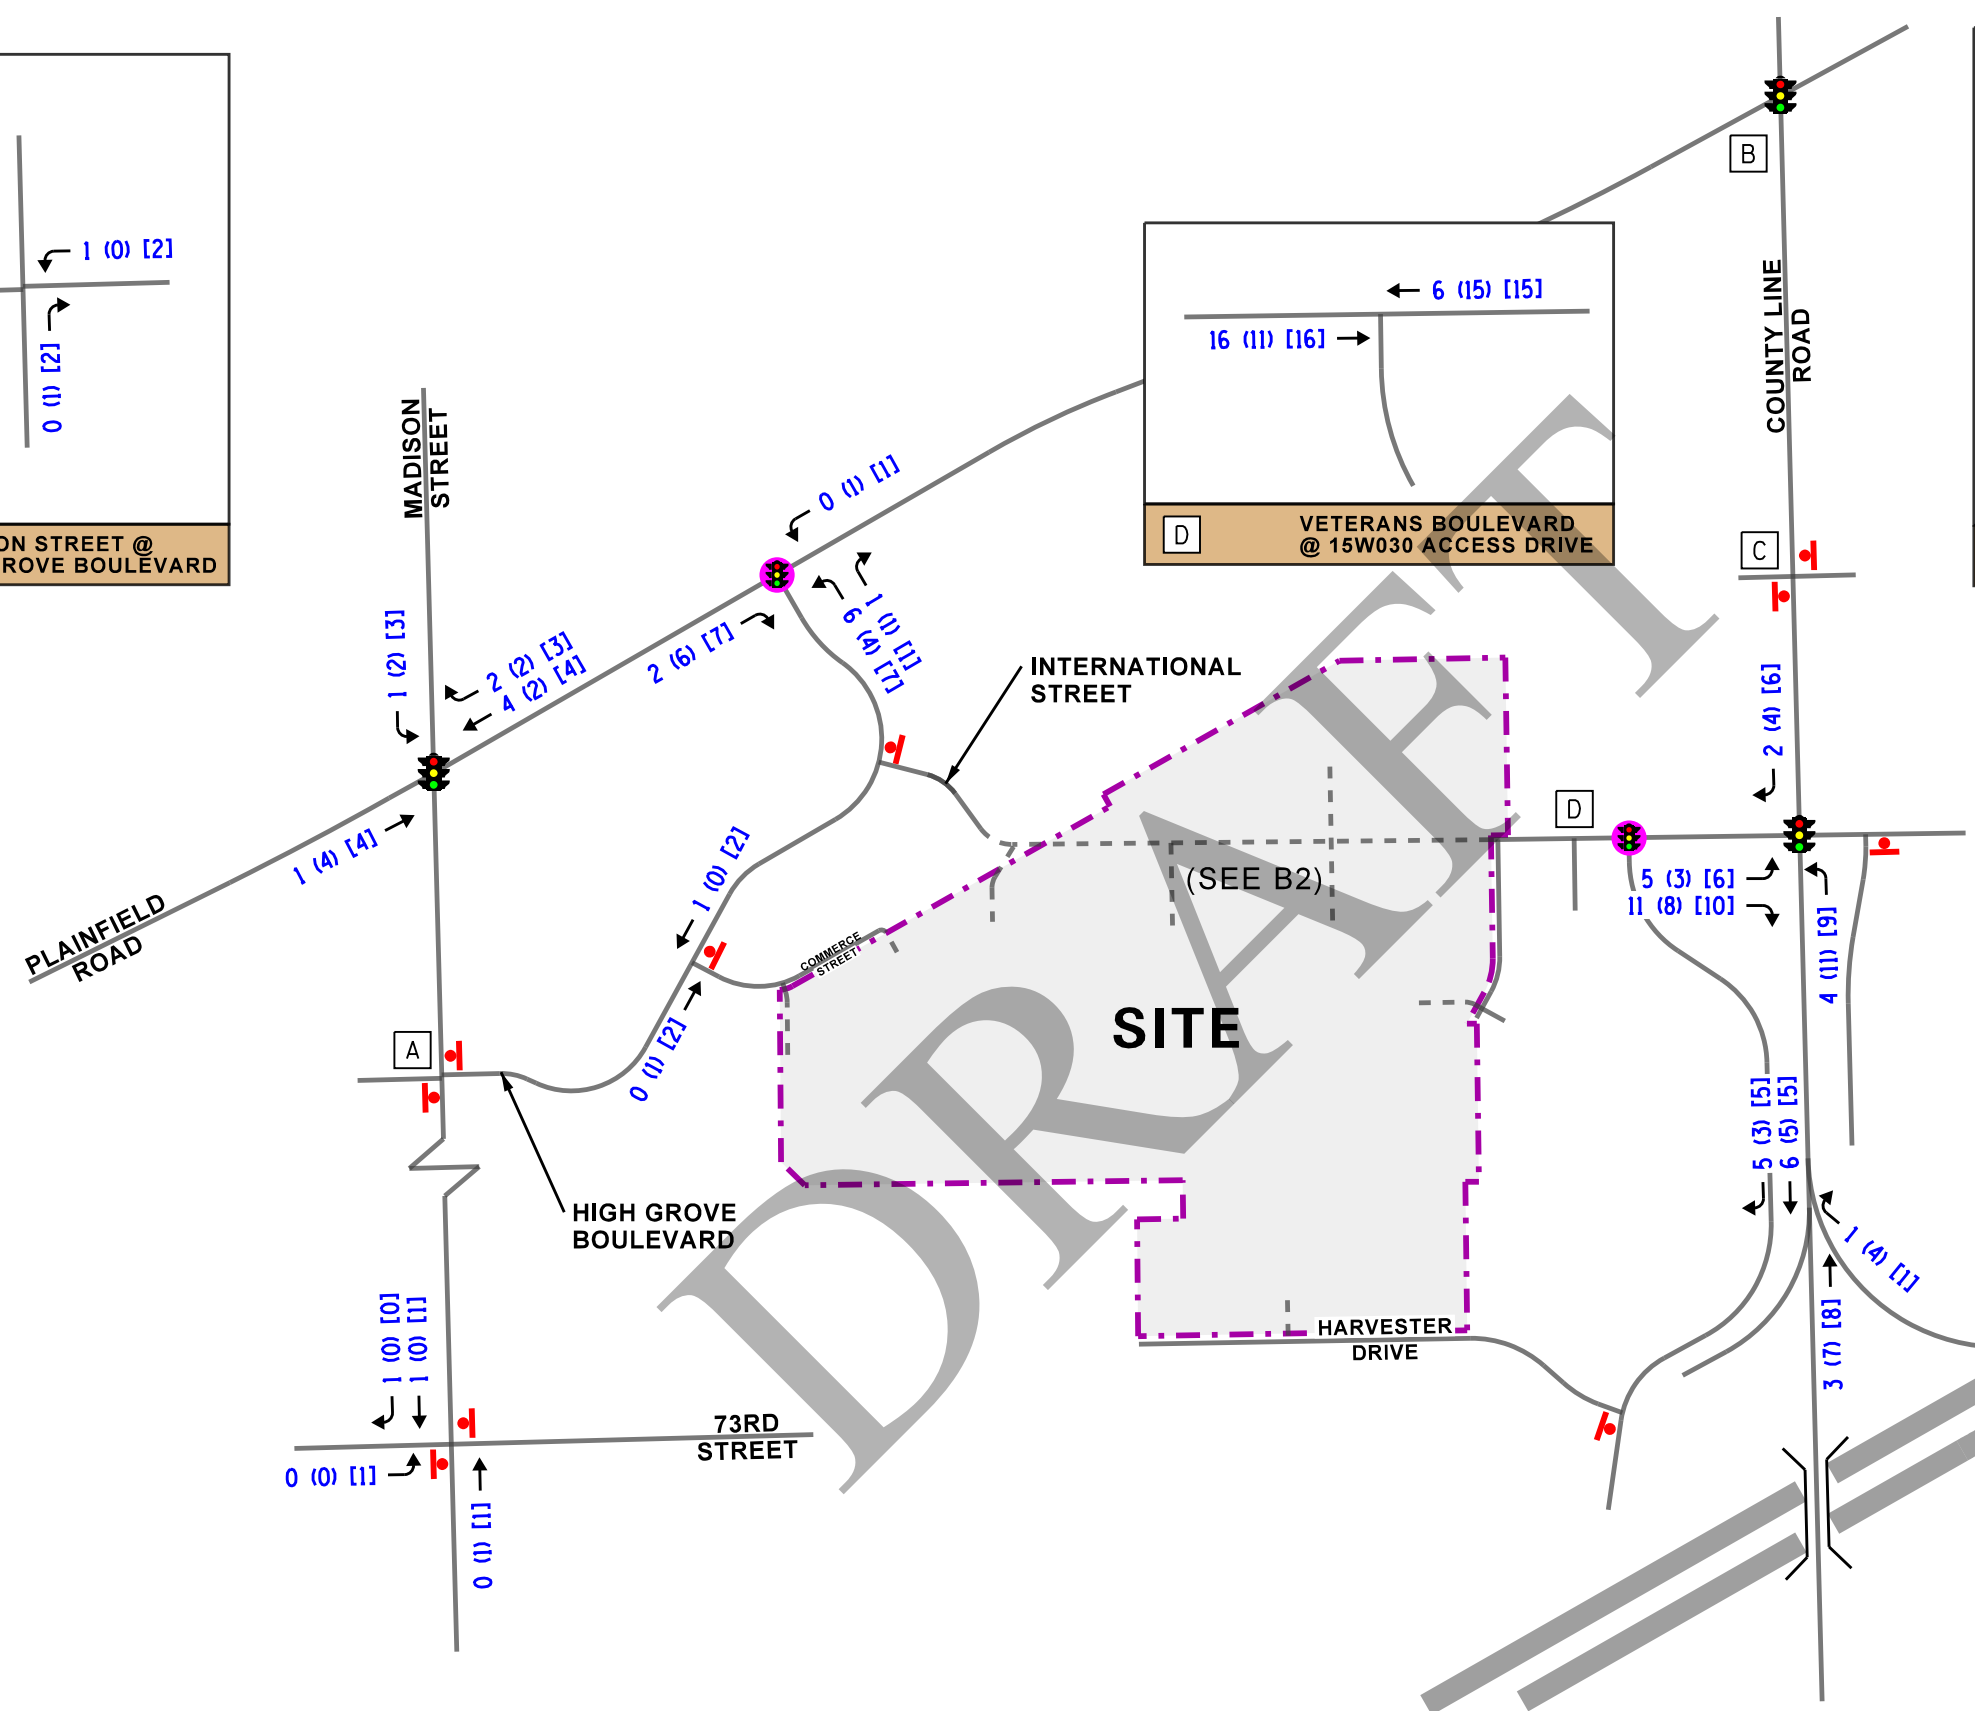 1 (0) [2]
0 (1) [2]
ON STREET @
ROVE BOULEVARD
MADISON
STREET
1 (2) [3]
2 (2) [3]
4 (2) [4]
1 (4) [4]
PLAINFIELD
ROAD
0 (1) [1]
2 (6) [7]
1 (1) [1]
6 (4) [7]
INTERNATIONAL
STREET
6 (15) [15]
16 (11) [16]
D
VETERANS BOULEVARD
@ 15W030 ACCESS DRIVE
B
COUNTY LINE
ROAD
C
2 (4) [6]
D
5 (3) [6]
11 (8) [10]
4 (11) [9]
(SEE B2)
SITE
COMMERCE
STREET
1 (0) [2]
0 (1) [2]
A
HIGH GROVE
BOULEVARD
5 (3) [5]
6 (5) [5]
1 (4) [1]
3 (7) [8]
HARVESTER
DRIVE
1 (0) [0]
1 (0) [1]
73RD
STREET
0 (0) [1]
0 (1) [1]
DRAFT